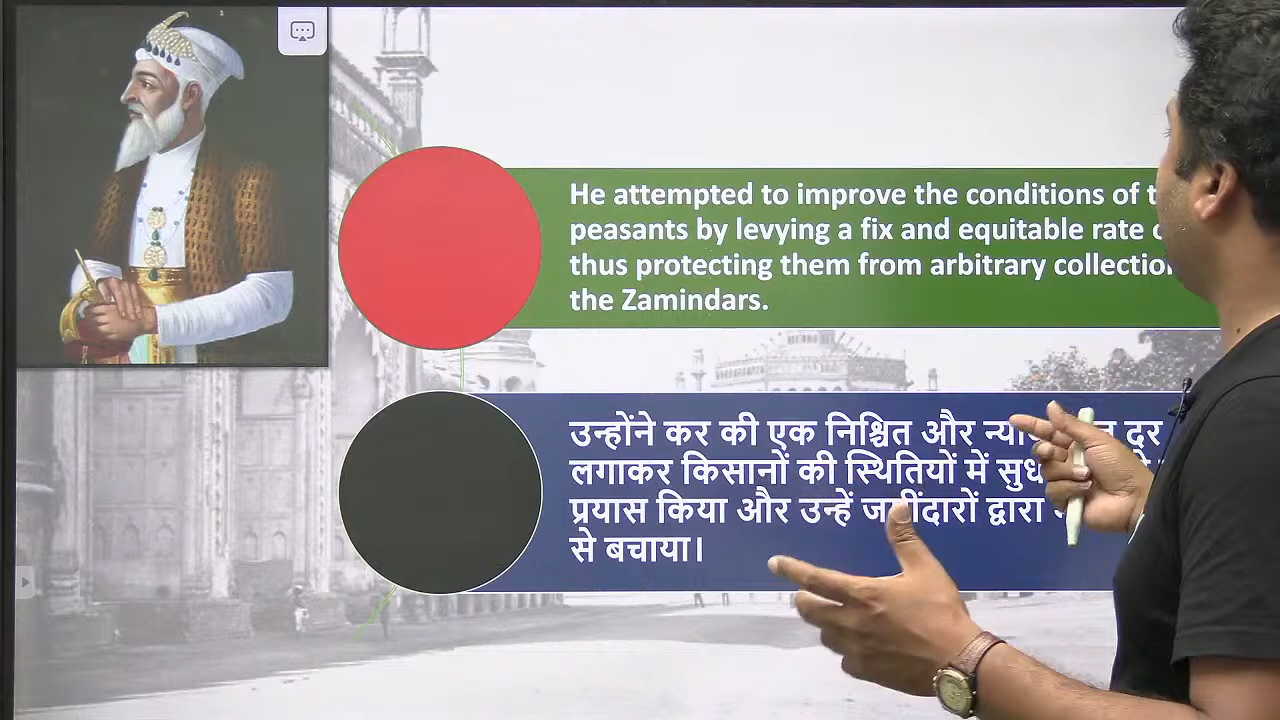 He attempted to improve the conditions of
peasants by levying a fix and equitable rate
thus protecting them from arbitrary
the Zamindars.
उन्होंने कर की एक निश्चित और दर
लगाकर किसानों की स्थितियों में
प्रयास किया और उन्हें जमींदारों द्वारा
से बचाया।